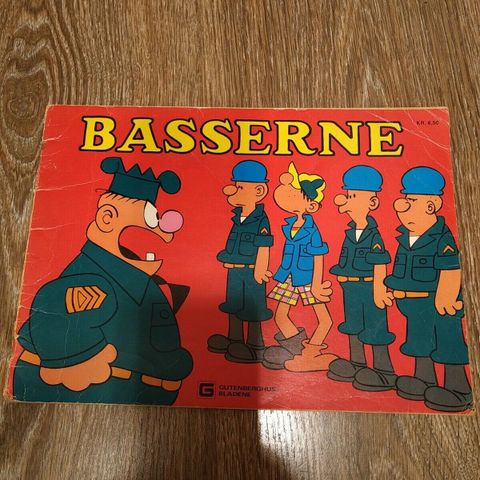 BASSERNE
KR. 6,50
G GUTENBERGHUS
BLADENE